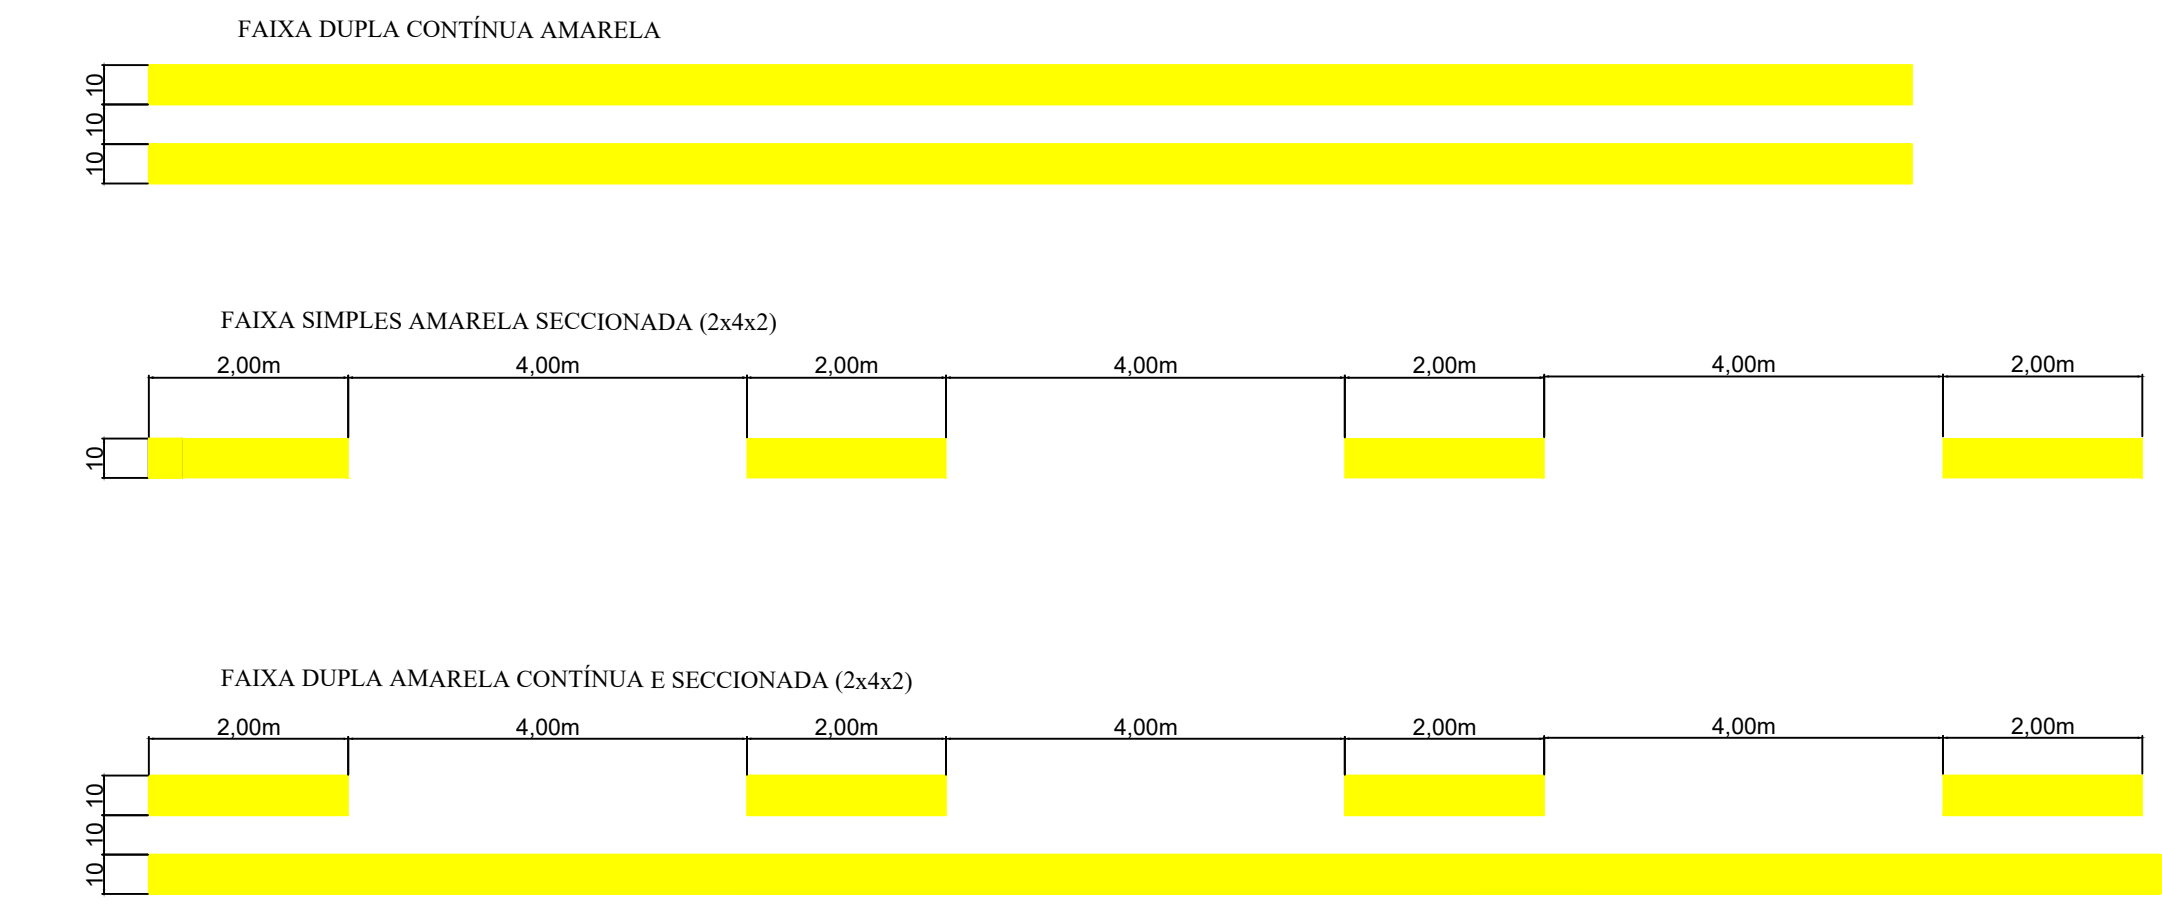 FAIXA DUPLA CONTÍNUA AMARELA
10
10
10
FAIXA SIMPLES AMARELA SECCIONADA (2x4x2)
2,00m 4,00m 2,00m 4,00m 2,00m 4,00m 2,00m
10
FAIXA DUPLA AMARELA CONTÍNUA E SECCIONADA (2x4x2)
2,00m 4,00m 2,00m 4,00m 2,00m 4,00m 2,00m
10
10
10